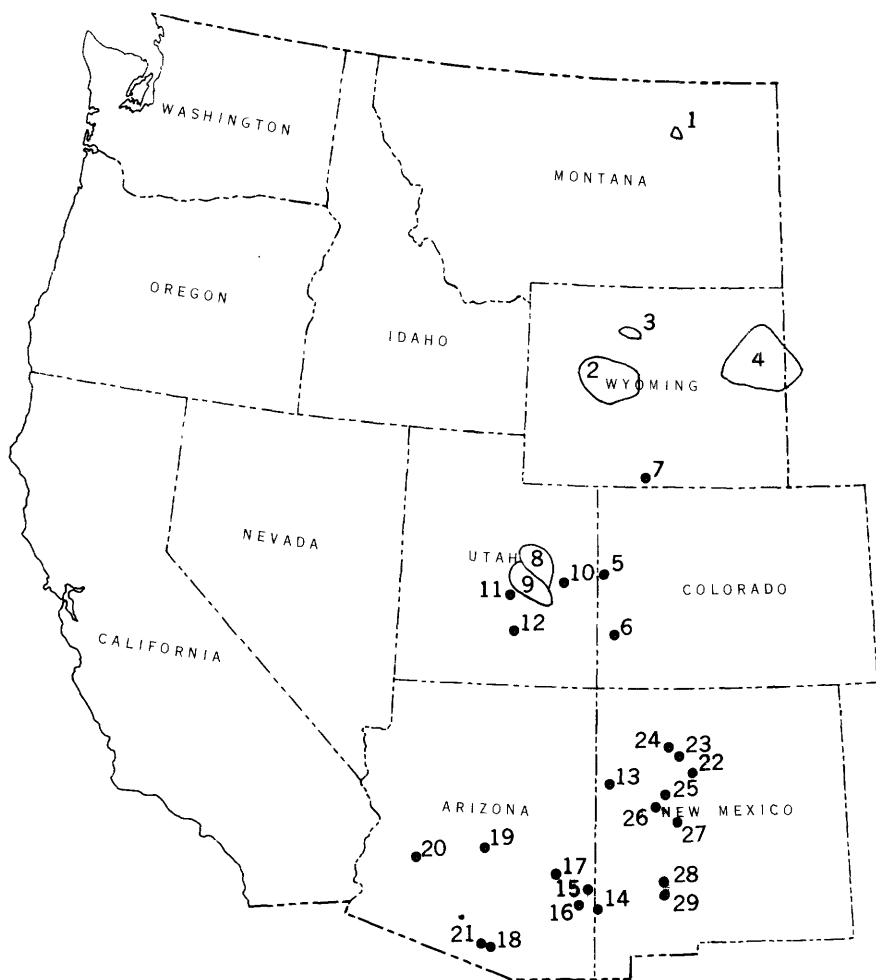 WASHINGTON
1
MONTANA
OREGON
3
IDAHO
2
WYOMING
4
7
NEVADA
UTAH
8
10
5
9
11
COLORADO
12
6
CALIFORNIA
24
23
22
13
25
ARIZONA
26
NEW MEXICO
27
19
20
17
28
15
14
29
16
21
18